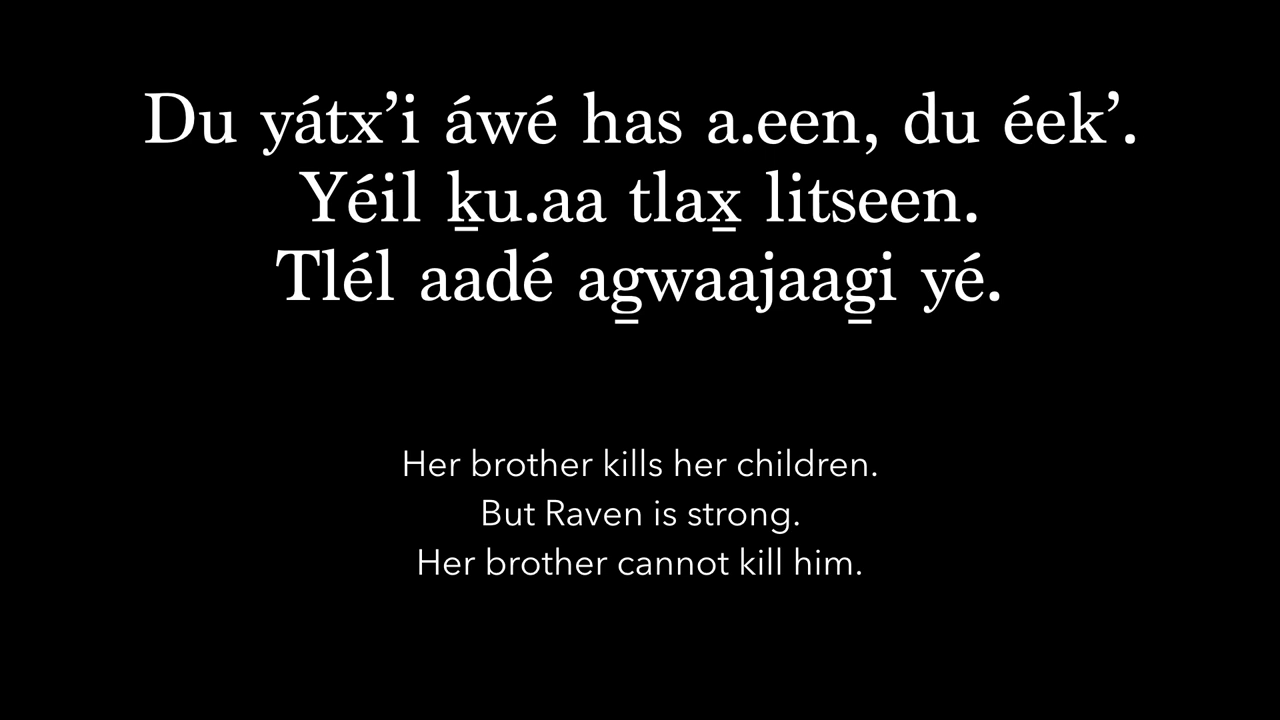 Du yátx’i áwé has a.een, du éek’.
Yéil ḵu.aa tlax̱ litseen.
Tlél aadé ag̱waajaag̱i yé.
Her brother kills her children.
But Raven is strong.
Her brother cannot kill him.